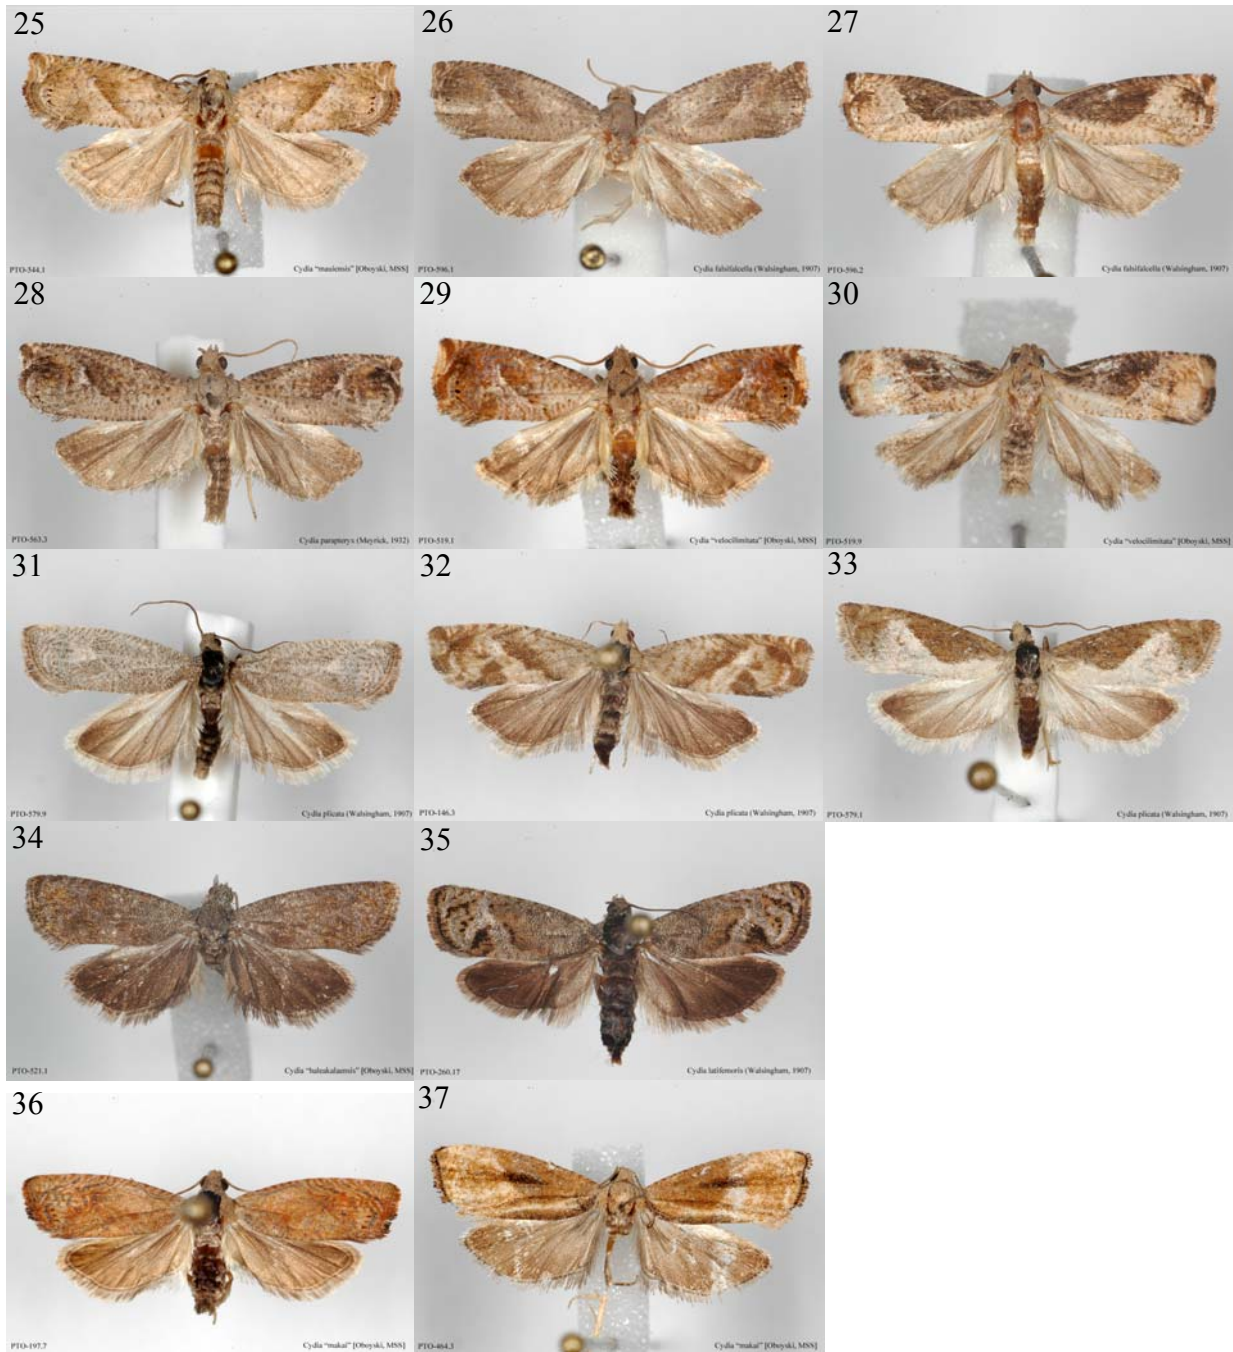 25
26
27
PTO-544.1
Cydia "mauiensis" [Oboyski, MSS]
PTO-596.1
Cydia falsifalcella (Walsingham, 1907)
PTO-596.2
Cydia falsifalcella (Walsingham, 1907)
28
29
30
PTO-563.3
Cydia parapteryx (Meyrick, 1932)
PTO-519.1
Cydia "velocilimitata" [Oboyski, MSS]
PTO-519.9
Cydia "velocilimitata" [Oboyski, MSS]
31
32
33
PTO-579.9
Cydia plicata (Walsingham, 1907)
PTO-146.3
Cydia plicata (Walsingham, 1907)
PTO-579.1
Cydia plicata (Walsingham, 1907)
34
35
PTO-521.1
Cydia "haleakalaensis" [Oboyski, MSS]
PTO-260.17
Cydia latifemoris (Walsingham, 1907)
36
37
PTO-197.7
Cydia "makai" [Oboyski, MSS]
PTO-464.3
Cydia "makai" [Oboyski, MSS]